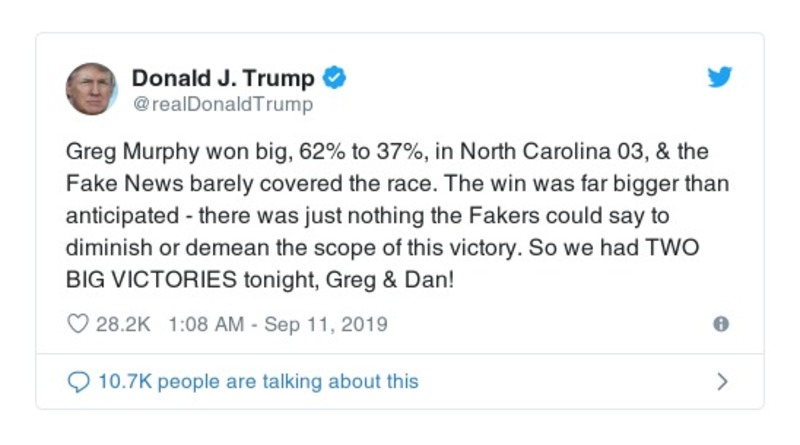 Donald J. Trump
@realDonaldTrump
Greg Murphy won big, 62% to 37%, in North Carolina 03, & the
Fake News barely covered the race. The win was far bigger than
anticipated - there was just nothing the Fakers could say to
diminish or demean the scope of this victory. So we had TWO
BIG VICTORIES tonight, Greg & Dan!
28.2K 1:08 AM - Sep 11, 2019
10.7K people are talking about this